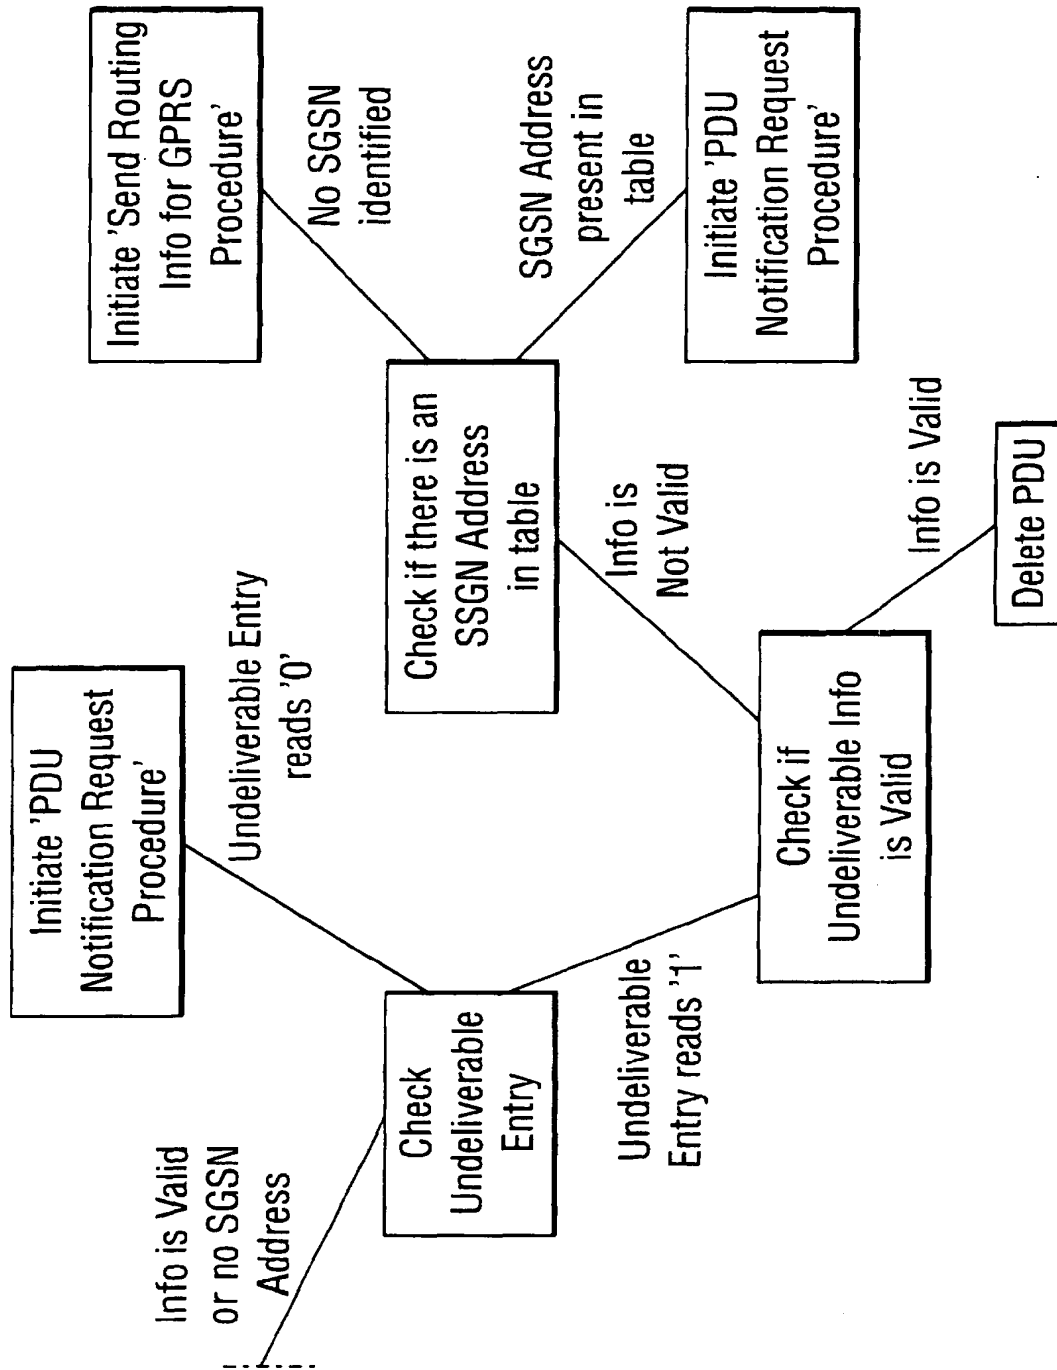 Info is Valid
or no SGSN
Address
Check
Undeliverable
Entry
Initiate 'PDU
Notification Request
Procedure'
Undeliverable Entry
reads '0'
Undeliverable
Entry reads '1'
Check if
Undeliverable Info
is Valid
Info is
Not Valid
Info is Valid
Delete PDU
Check if there is an
SSGN Address
in table
No SGSN
identified
Initiate 'Send Routing
Info for GPRS
Procedure'
SGSN Address
present in
table
Initiate 'PDU
Notification Request
Procedure'